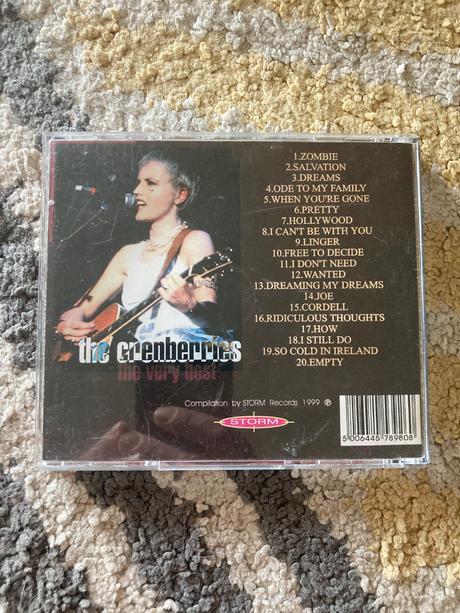 1.ZOMBIE
2.SALVATION
3.DREAMS
4.ODE TO MY FAMILY
5.WHEN YOU'RE GONE
6.PRETTY
7.HOLLYWOOD
8.I CAN'T BE WITH YOU
9.LINGER
10.FREE TO DECIDE
11.I DON'T NEED
12.WANTED
13.DREAMING MY DREAMS
14.JOE
15.CORDELL
16.RIDICULOUS THOUGHTS
17.HOW
18.I STILL DO
19.SO COLD IN IRELAND
20.EMPTY
the crenberries
the very best
Compilation by STORM Records 1999 ℗
STORM
5 006445 789808